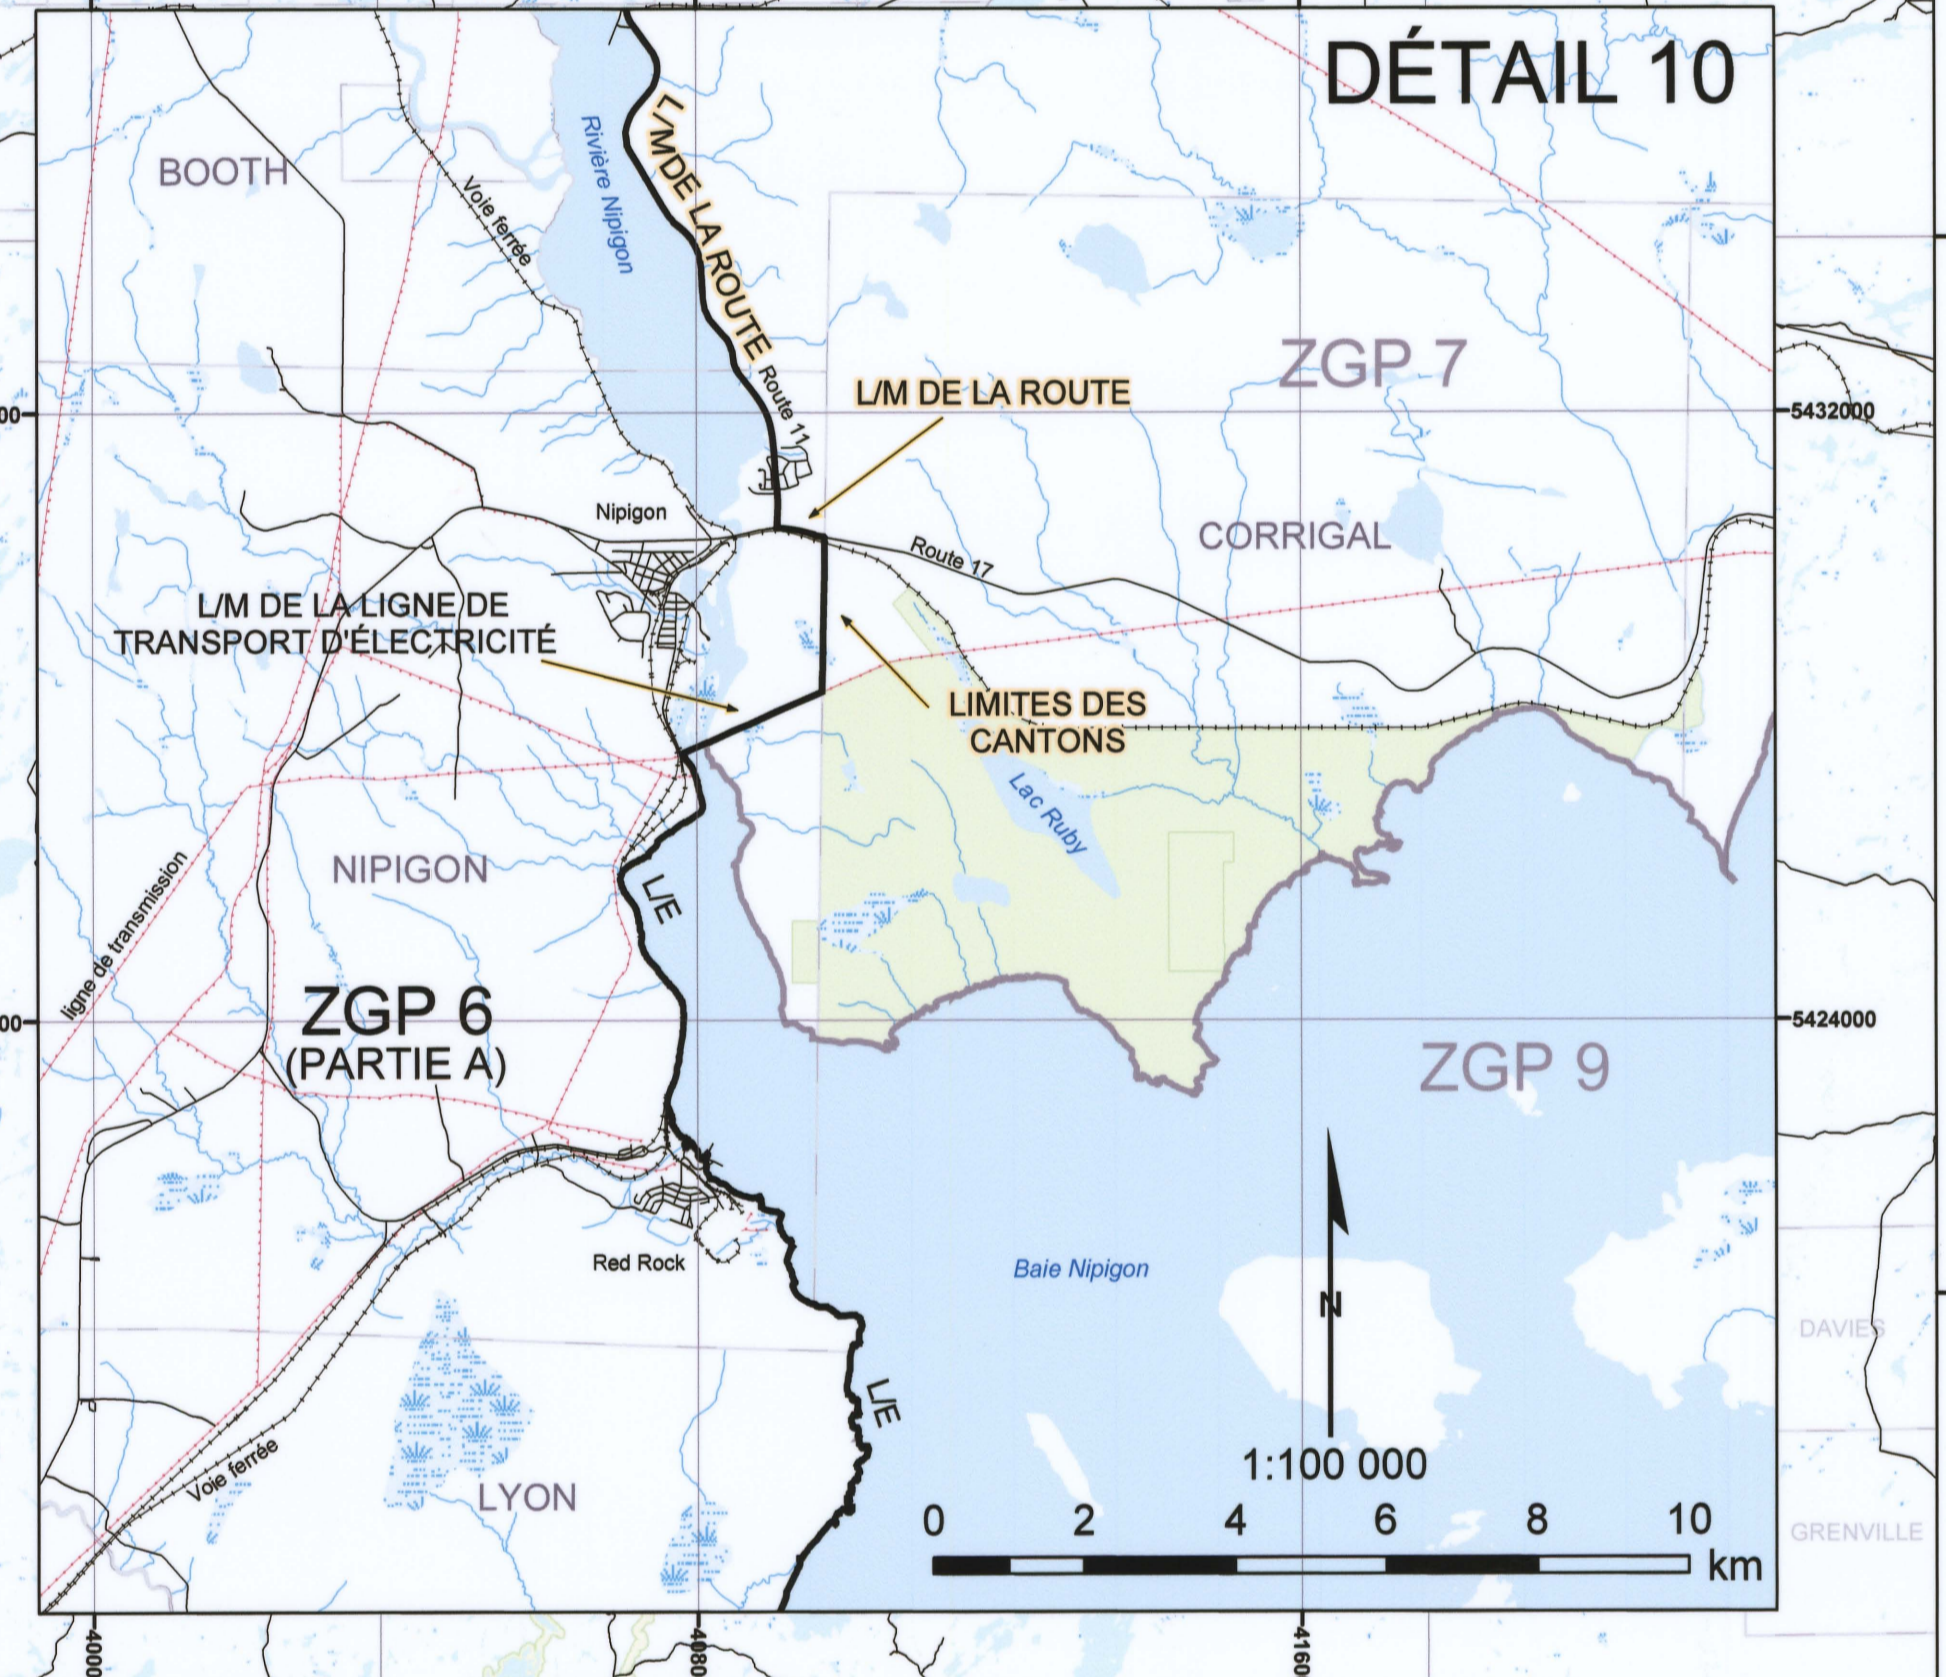 DÉTAIL 10
BOOTH
Voie ferrée
Rivière Nipigon
L/M DE LA ROUTE
Route 11
ZGP 7
L/M DE LA ROUTE
5432000
Nipigon
CORRIGAL
Route 17
L/M DE LA LIGNE DE
TRANSPORT D'ÉLECTRICITÉ
LIMITES DES
CANTONS
Lac Ruby
NIPIGON
L/E
ligne de transmission
ZGP 6
(PARTIE A)
5424000
ZGP 9
Red Rock
Baie Nipigon
N
DAVIES
L/E
1:100 000
Voie ferrée
LYON
0 2 4 6 8 10
km
GRENVILLE